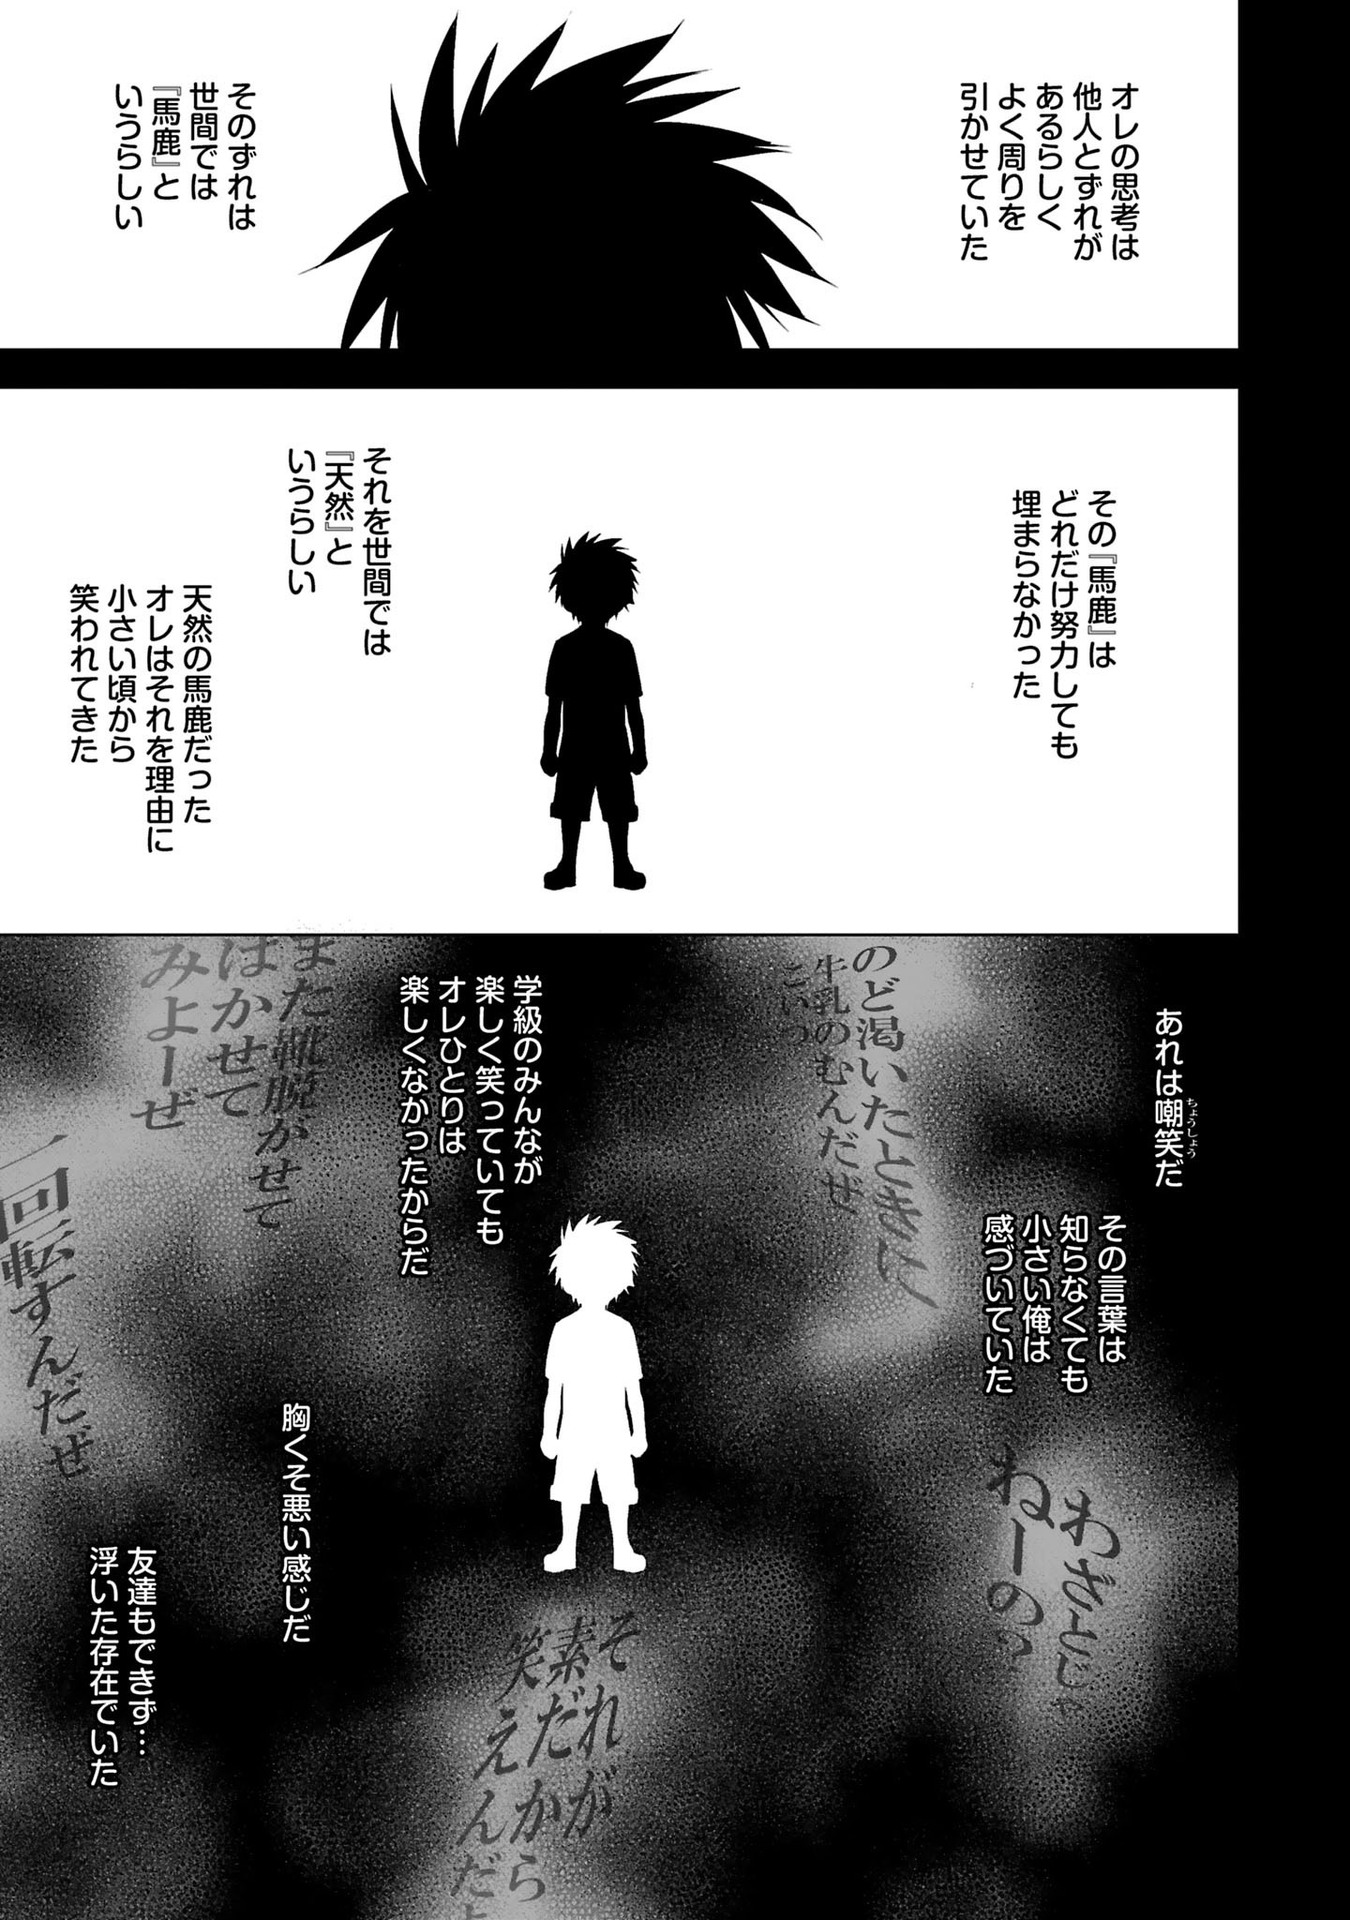 オレの思考は
他人とずれが
あるらしく
よく周りを
引かせていた
そのずれは
世間では
『馬鹿』と
いうらしい
その『馬鹿』は
どれだけ努力しても
埋まらなかった
それを世間では
『天然』と
いうらしい
天然の馬鹿だった
オレはそれを理由に
小さい頃から
笑われてきた
あれは嘲笑だ
ちょうしょう
その言葉は
知らなくても
小さい俺は
感づいていた
のど渇いたときに
牛乳のむんだぜ
こいつ
わざとじゃ
ねーの?
学級のみんなが
楽しく笑っていても
オレひとりは
楽しくなかったからだ
また靴脱がせて
はかせて
みよーぜ
一回転すんだぜ
それが
素だから
笑えんだよ
胸くそ悪い感じだ
友達もできず…
浮いた存在でいた